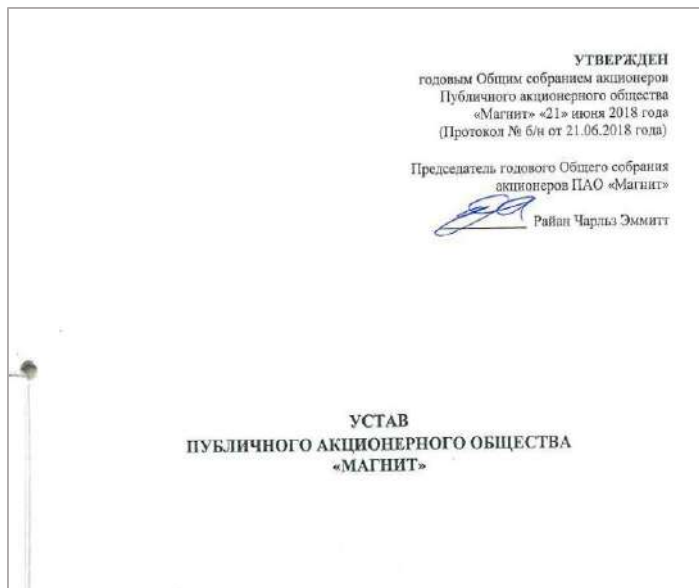 УТВЕРЖДЕН
годовым Общим собранием акционеров
Публичного акционерного общества
«Магнит» «21» июня 2018 года
(Протокол № б/н от 21.06.2018 года)
Председатель годового Общего собрания
акционеров ПАО «Магнит»
Райан Чарльз Эммитт
УСТАВ
ПУБЛИЧНОГО АКЦИОНЕРНОГО ОБЩЕСТВА
«МАГНИТ»